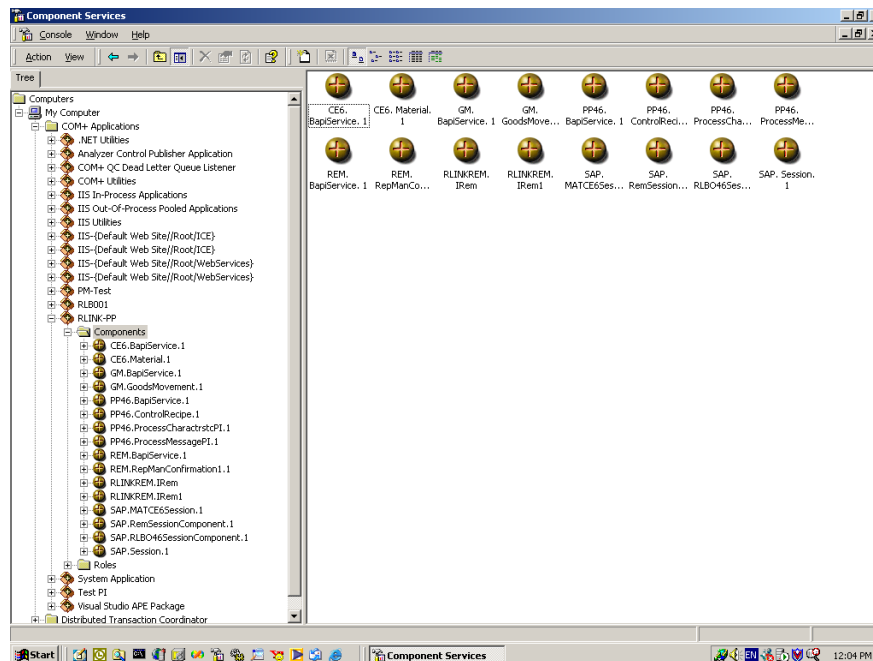 Component Services
Console Window Help
Action View
Tree
Computers
My Computer
COM+ Applications
.NET Utilities
Analyzer Control Publisher Application
COM+ QC Dead Letter Queue Listener
COM+ Utilities
IIS In-Process Applications
IIS Out-Of-Process Pooled Applications
IIS Utilities
IIS-{Default Web Site//Root/ICE}
IIS-{Default Web Site//Root/ICE}
IIS-{Default Web Site//Root/WebServices}
IIS-{Default Web Site//Root/WebServices}
PM-Test
RLB001
RLINK-PP
Components
CE6.BapiService.1
CE6.Material.1
GM.BapiService.1
GM.GoodsMovement.1
PP46.BapiService.1
PP46.ControlRecipe.1
PP46.ProcessCharactrstcPI.1
PP46.ProcessMessagePI.1
REM.BapiService.1
REM.RepManConfirmation1.1
RLINKREM.IRem
RLINKREM.IRem1
SAP.MATCE6Session.1
SAP.RemSessionComponent.1
SAP.RLBO46SessionComponent.1
SAP.Session.1
Roles
System Application
Test PI
Visual Studio APE Package
Distributed Transaction Coordinator
CE6. CE6. Material. GM. GM. PP46. PP46. PP46. PP46.
BapiService. 1 1 BapiService. 1 GoodsMove... BapiService. 1 ControlReci... ProcessCha... ProcessMe...
REM. REM. RLINKREM. RLINKREM. SAP. SAP. SAP. SAP. Session.
BapiService. 1 RepManCo... IRem IRem1 MATCE6Ses... RemSession... RLBO46Ses... 1
Start Component Services EN 12:04 PM